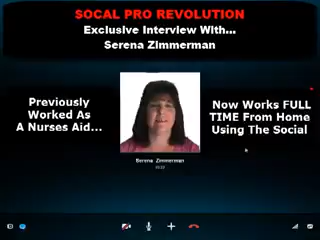 SOCAL PRO REVOLUTION
Exclusive Interview With...
Serena Zimmerman
Previously
Worked As
A Nurses Aid...
Now Works FULL
TIME From Home
Using The Social
Serena Zimmerman